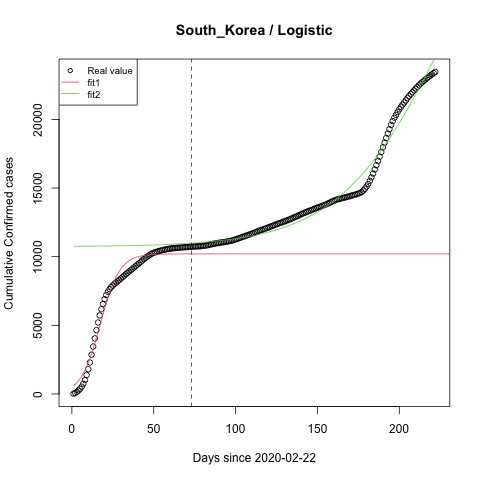 South_Korea / Logistic
Real value
fit1
fit2
Cumulative Confirmed cases
0
5000
10000
15000
20000
0
50
100
150
200
Days since 2020-02-22